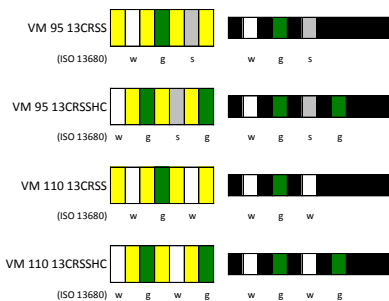 VM 95 13CRSS
(ISO 13680) w g s w g s
VM 95 13CRSSHC
(ISO 13680) w g s g w g s g
VM 110 13CRSS
(ISO 13680) w g w w g w
VM 110 13CRSSHC
(ISO 13680) w g w g w g w g